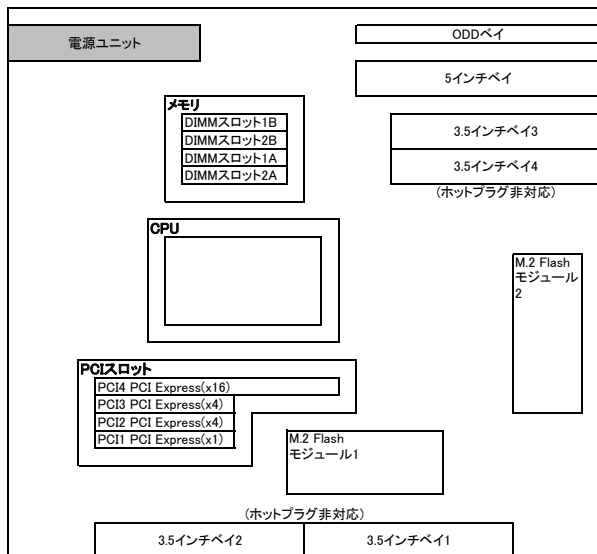 電源ユニット
ODDベイ
5インチベイ
メモリ
DIMMスロット1B
DIMMスロット2B
DIMMスロット1A
DIMMスロット2A
3.5インチベイ3
3.5インチベイ4
(ホットプラグ非対応)
CPU
M.2 Flash
モジュール
2
PCIスロット
PCI4 PCI Express(x16)
PCI3 PCI Express(x4)
PCI2 PCI Express(x4)
PCI1 PCI Express(x1)
M.2 Flash
モジュール1
(ホットプラグ非対応)
3.5インチベイ2
3.5インチベイ1